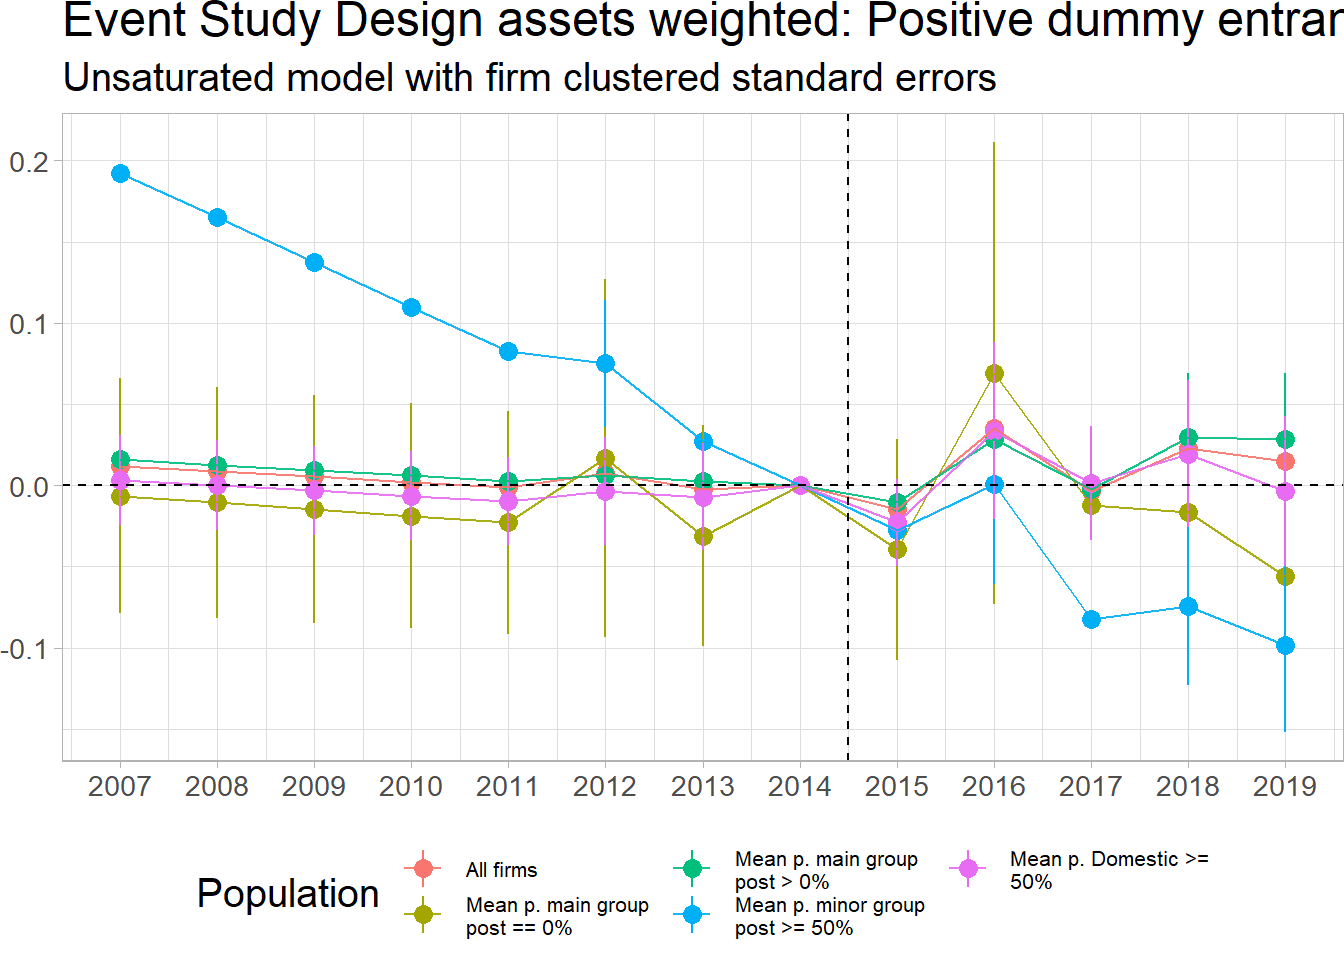 Event Study Design assets weighted: Positive dummy
Unsaturated model with firm clustered standard errors
0.2
0.1
0.0
-0.1
2007 2008 2009 2010 2011 2012 2013 2014 2015 2016 2017 2018 2019
Population
All firms
Mean p. main group
post == 0%
Mean p. main group
post > 0%
Mean p. minor group
post >= 50%
Mean p. Domestic >=
50%